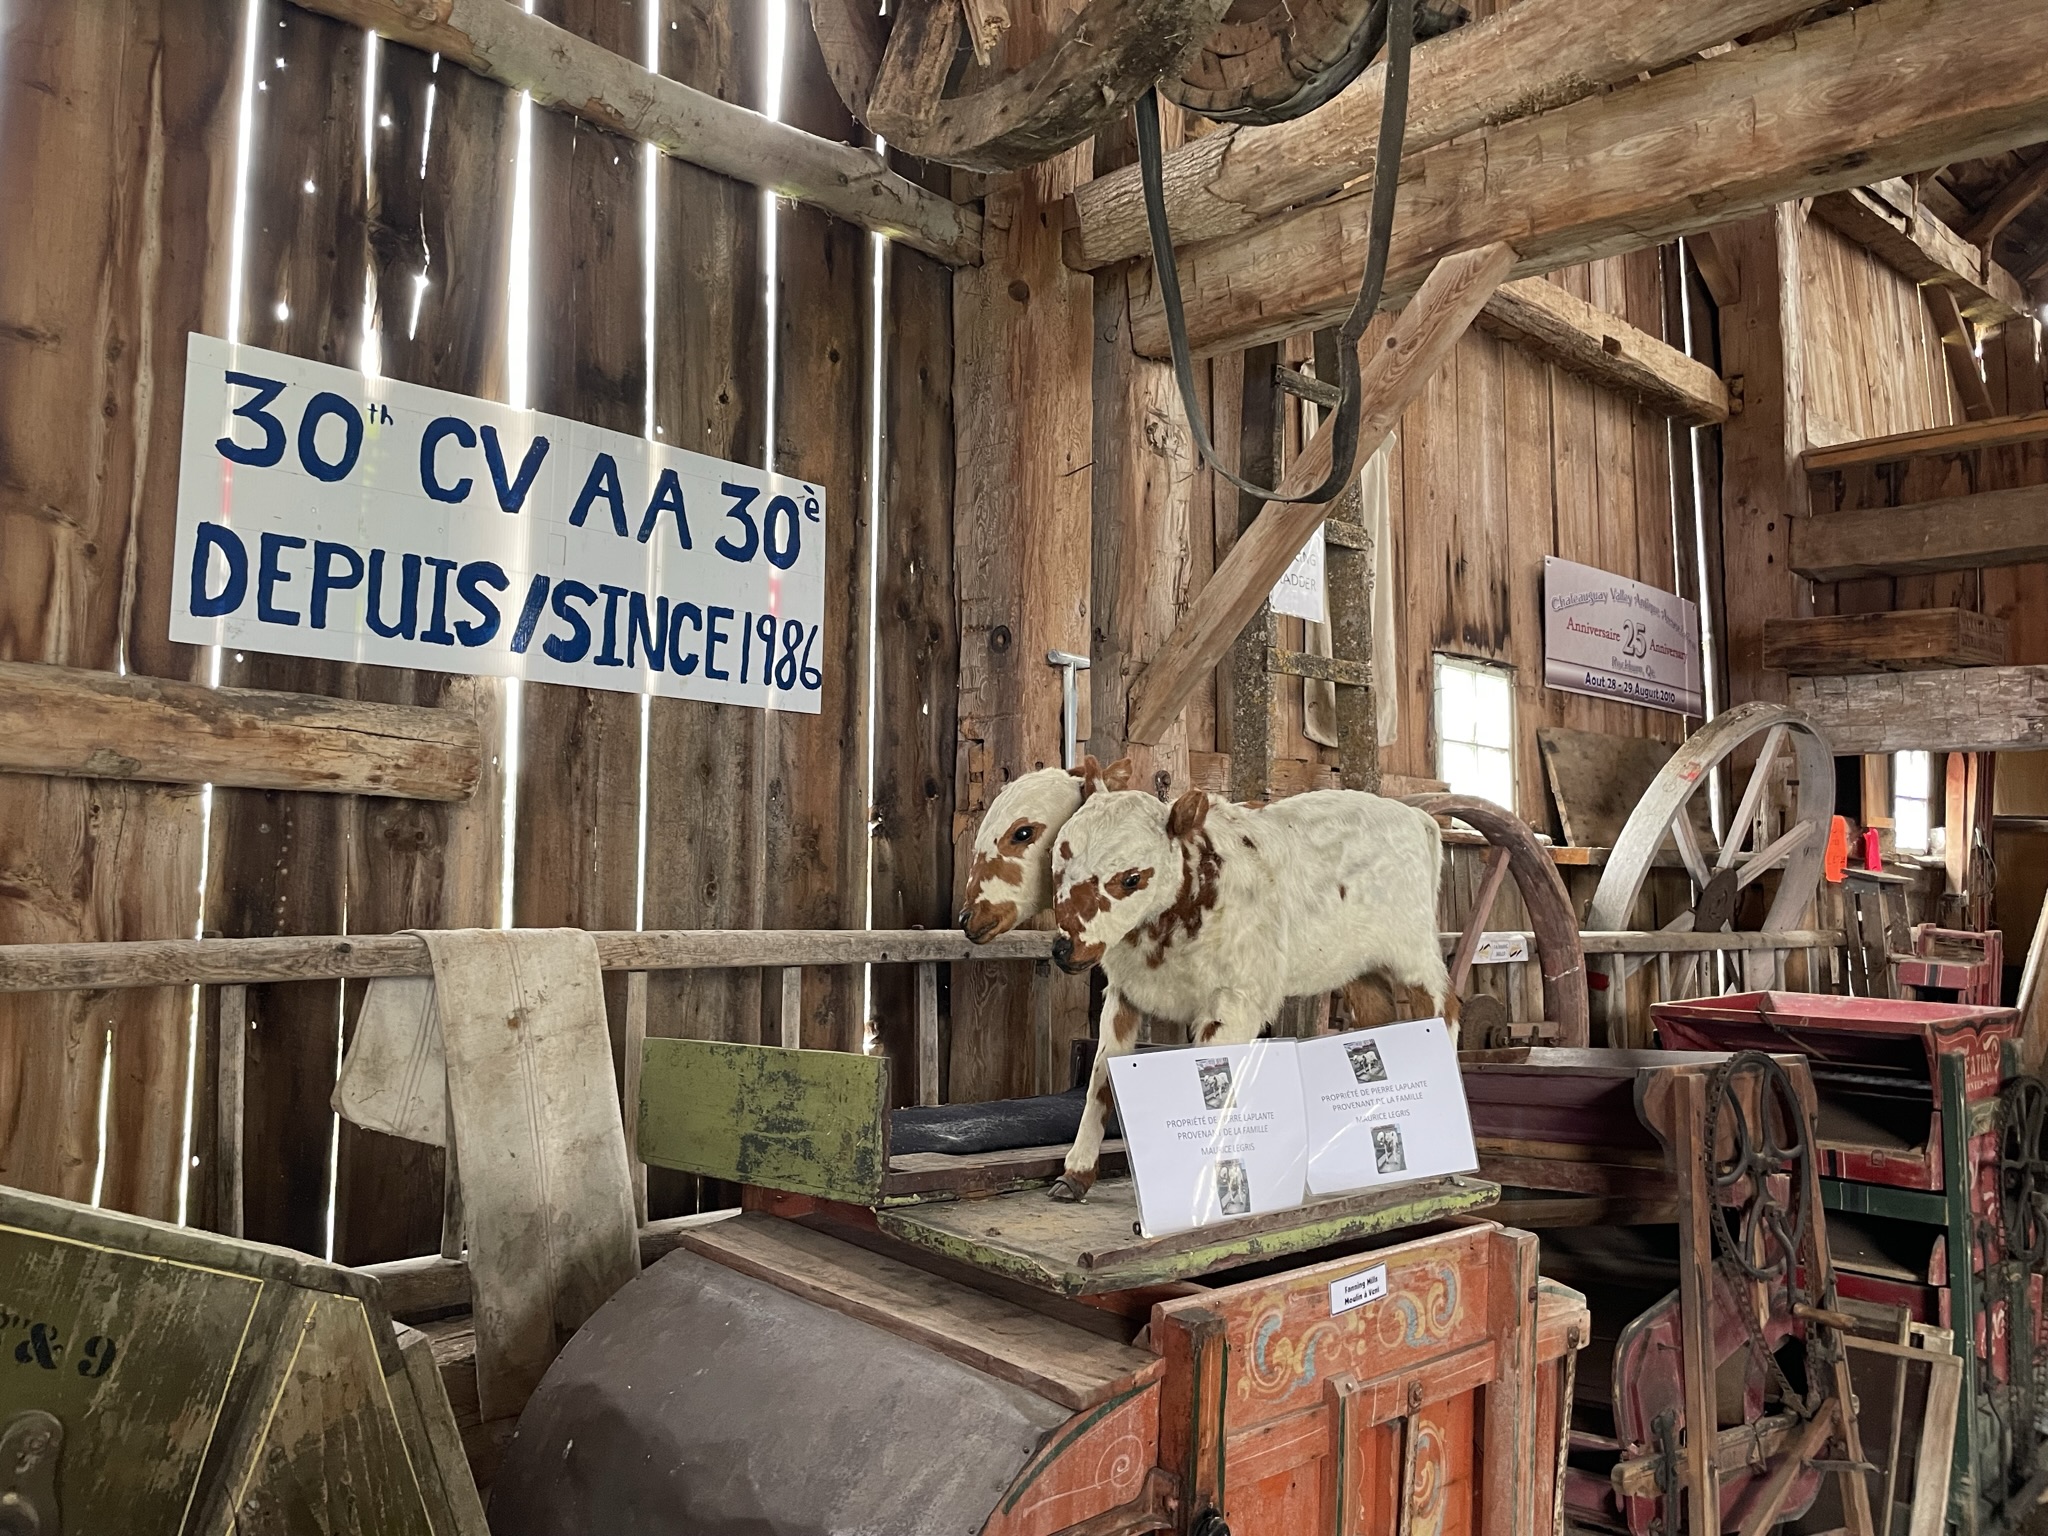 30th CV AA 30è
DEPUIS/SINCE 1986
ADDER
Chateauguay Valley Antique
Anniversaire 25 Anniversary
Aout 28 - 29 August 2010
PROPRIÉTÉ DE PIERRE LAPLANTE
PROVENANT DE LA FAMILLE
MAURICE LEGRIS
PROPRIÉTÉ DE PIERRE LAPLANTE
PROVENANT DE LA FAMILLE
MAURICE LEGRIS
Fanning Mills
Moulin à Vent
& 9